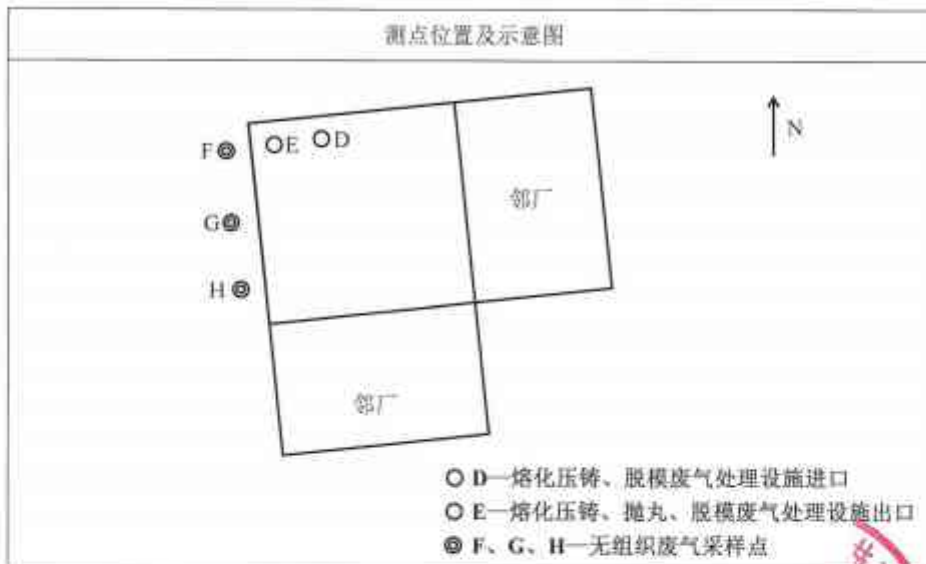 测点位置及示意图
N
F
E
D
邻厂
G
H
邻厂
D—熔化压铸、脱模废气处理设施进口
E—熔化压铸、抛丸、脱模废气处理设施出口
F、G、H—无组织废气采样点